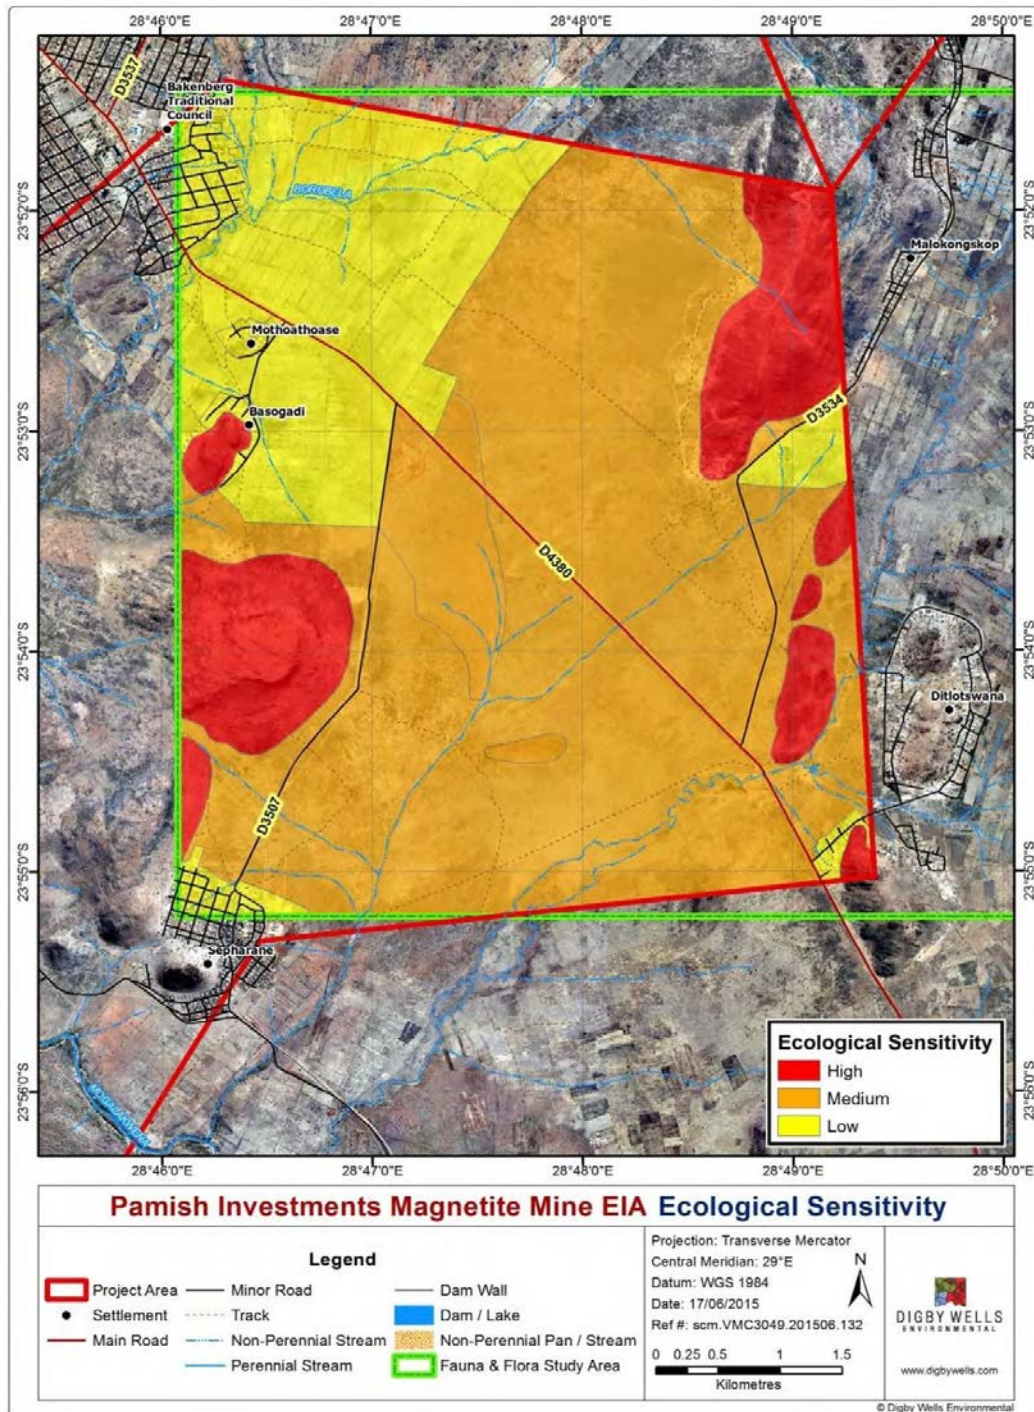 28°46'0"E 28°47'0"E 28°48'0"E 28°49'0"E 28°50'0"E
D3537
Bakenberg
Traditional
Council
BOROBELA
23°52'0"S 23°52'0"S
Malokongskop
Mothoathoase
Basogadi
D3534
23°53'0"S 23°53'0"S
D4380
23°54'0"S 23°54'0"S
Ditlotswana
D3507
23°55'0"S 23°55'0"S
Sepharane
Ecological Sensitivity
High
Medium
Low
23°56'0"S 23°56'0"S
28°46'0"E 28°47'0"E 28°48'0"E 28°49'0"E 28°50'0"E
Pamish Investments Magnetite Mine EIA Ecological Sensitivity
Legend
Project Area
Settlement
Main Road
Minor Road
Track
Non-Perennial Stream
Perennial Stream
Dam Wall
Dam / Lake
Non-Perennial Pan / Stream
Fauna & Flora Study Area
Projection: Transverse Mercator
Central Meridian: 29°E
Datum: WGS 1984
Date: 17/06/2015
Ref #: scm.VMC3049.201506.132
N
0 0.25 0.5 1 1.5
Kilometres
DIGBY WELLS
ENVIRONMENTAL
www.digbywells.com
© Digby Wells Environmental